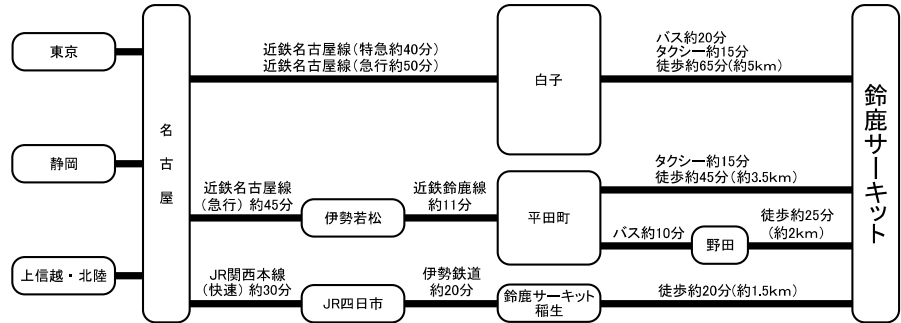 東京
静岡
上信越・北陸
名古屋
近鉄名古屋線(特急約40分)
近鉄名古屋線(急行約50分)
白子
バス約20分
タクシー約15分
徒歩約65分(約5km)
近鉄名古屋線
(急行) 約45分
伊勢若松
近鉄鈴鹿線
約11分
平田町
タクシー約15分
徒歩約45分(約3.5km)
バス約10分
野田
徒歩約25分
(約2km)
JR関西本線
(快速) 約30分
JR四日市
伊勢鉄道
約20分
鈴鹿サーキット
稲生
徒歩約20分(約1.5km)
鈴鹿サーキット